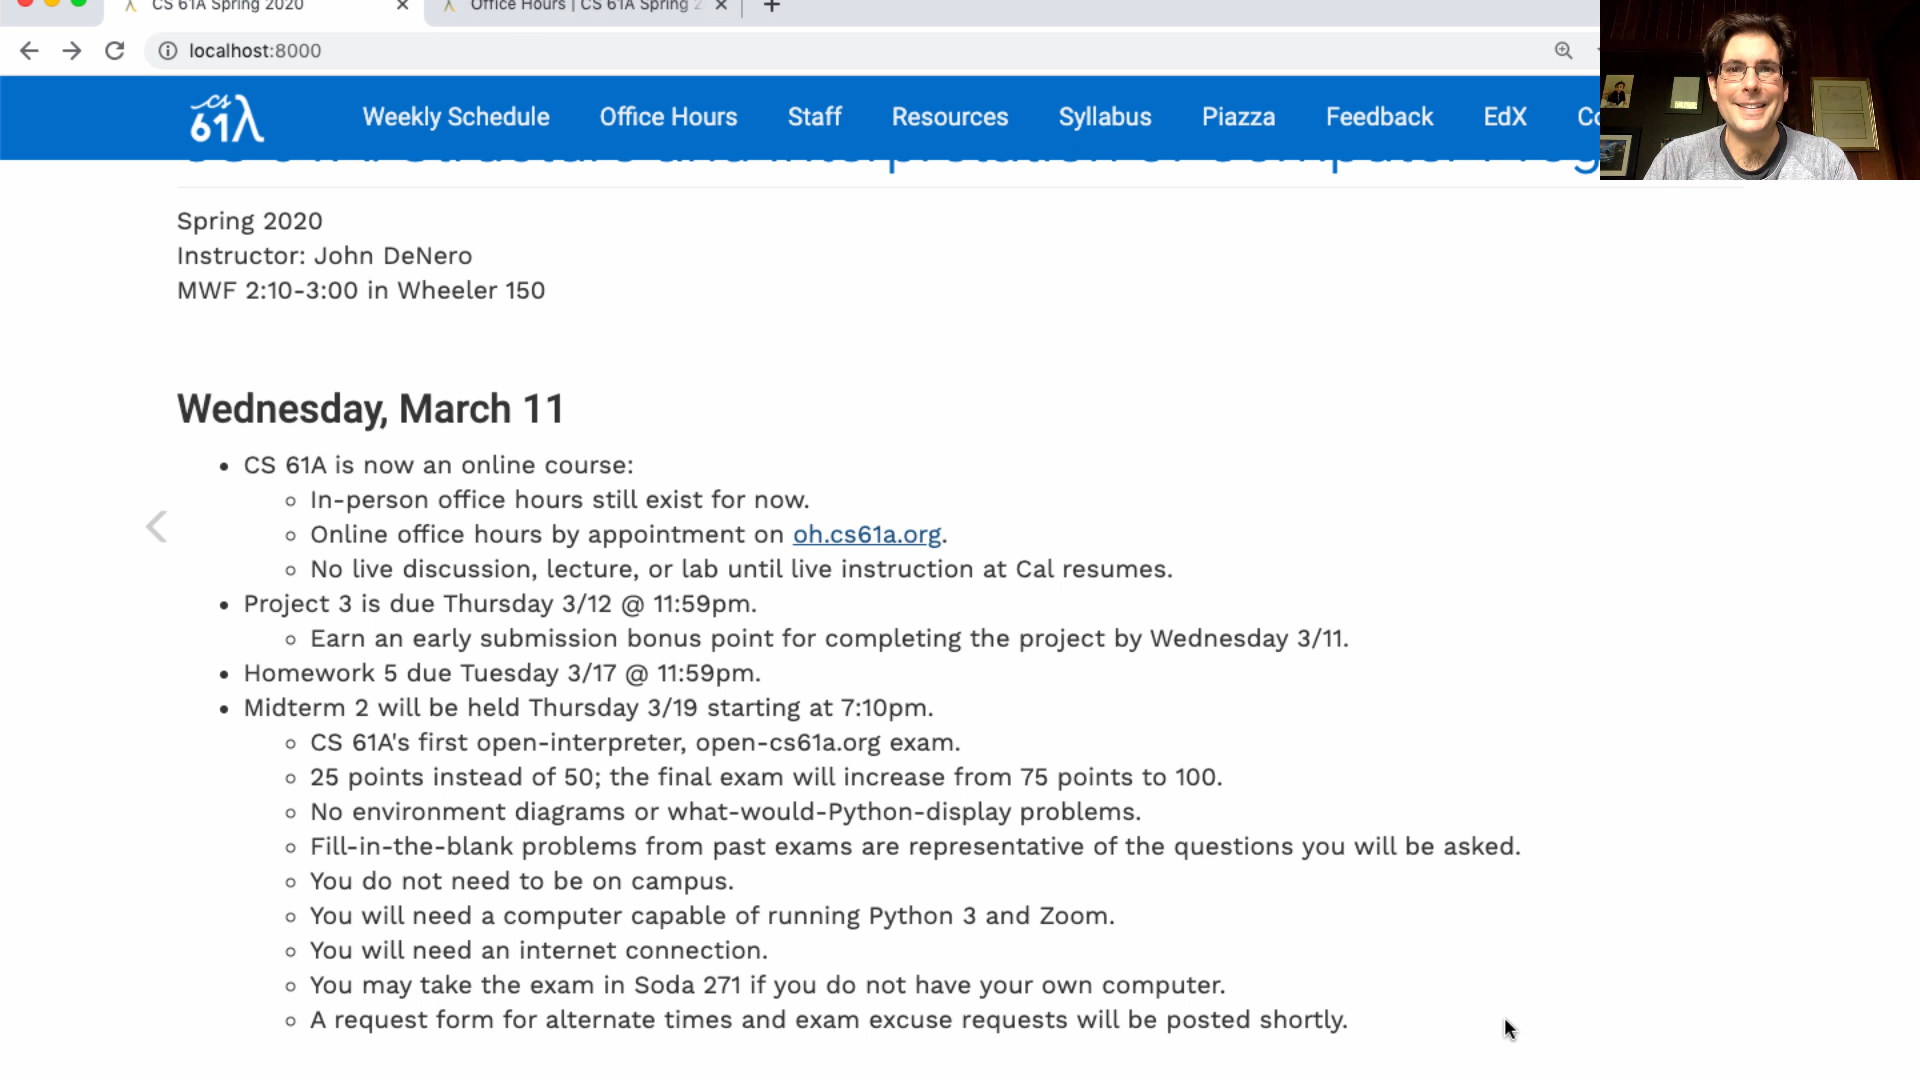 CS 61A Spring 2020
Office Hours | CS 61A Spring 2
localhost:8000
cs 61A
Weekly Schedule Office Hours Staff Resources Syllabus Piazza Feedback EdX
Spring 2020
Instructor: John DeNero
MWF 2:10-3:00 in Wheeler 150
Wednesday, March 11
• CS 61A is now an online course:
◦ In-person office hours still exist for now.
◦ Online office hours by appointment on oh.cs61a.org.
◦ No live discussion, lecture, or lab until live instruction at Cal resumes.
• Project 3 is due Thursday 3/12 @ 11:59pm.
◦ Earn an early submission bonus point for completing the project by Wednesday 3/11.
• Homework 5 due Tuesday 3/17 @ 11:59pm.
• Midterm 2 will be held Thursday 3/19 starting at 7:10pm.
◦ CS 61A's first open-interpreter, open-cs61a.org exam.
◦ 25 points instead of 50; the final exam will increase from 75 points to 100.
◦ No environment diagrams or what-would-Python-display problems.
◦ Fill-in-the-blank problems from past exams are representative of the questions you will be asked.
◦ You do not need to be on campus.
◦ You will need a computer capable of running Python 3 and Zoom.
◦ You will need an internet connection.
◦ You may take the exam in Soda 271 if you do not have your own computer.
◦ A request form for alternate times and exam excuse requests will be posted shortly.